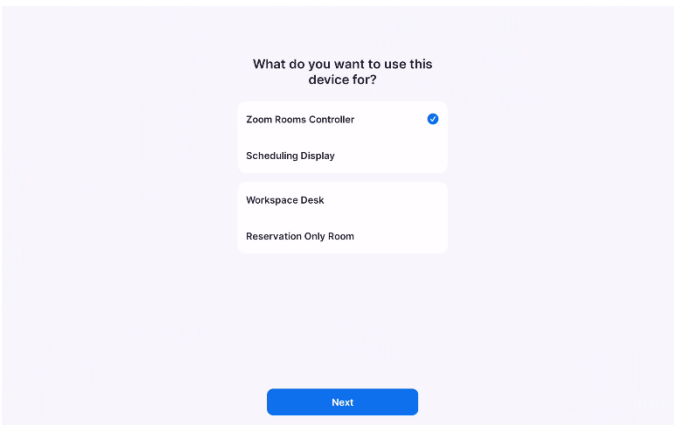 What do you want to use this
device for?
Zoom Rooms Controller
Scheduling Display
Workspace Desk
Reservation Only Room
Next